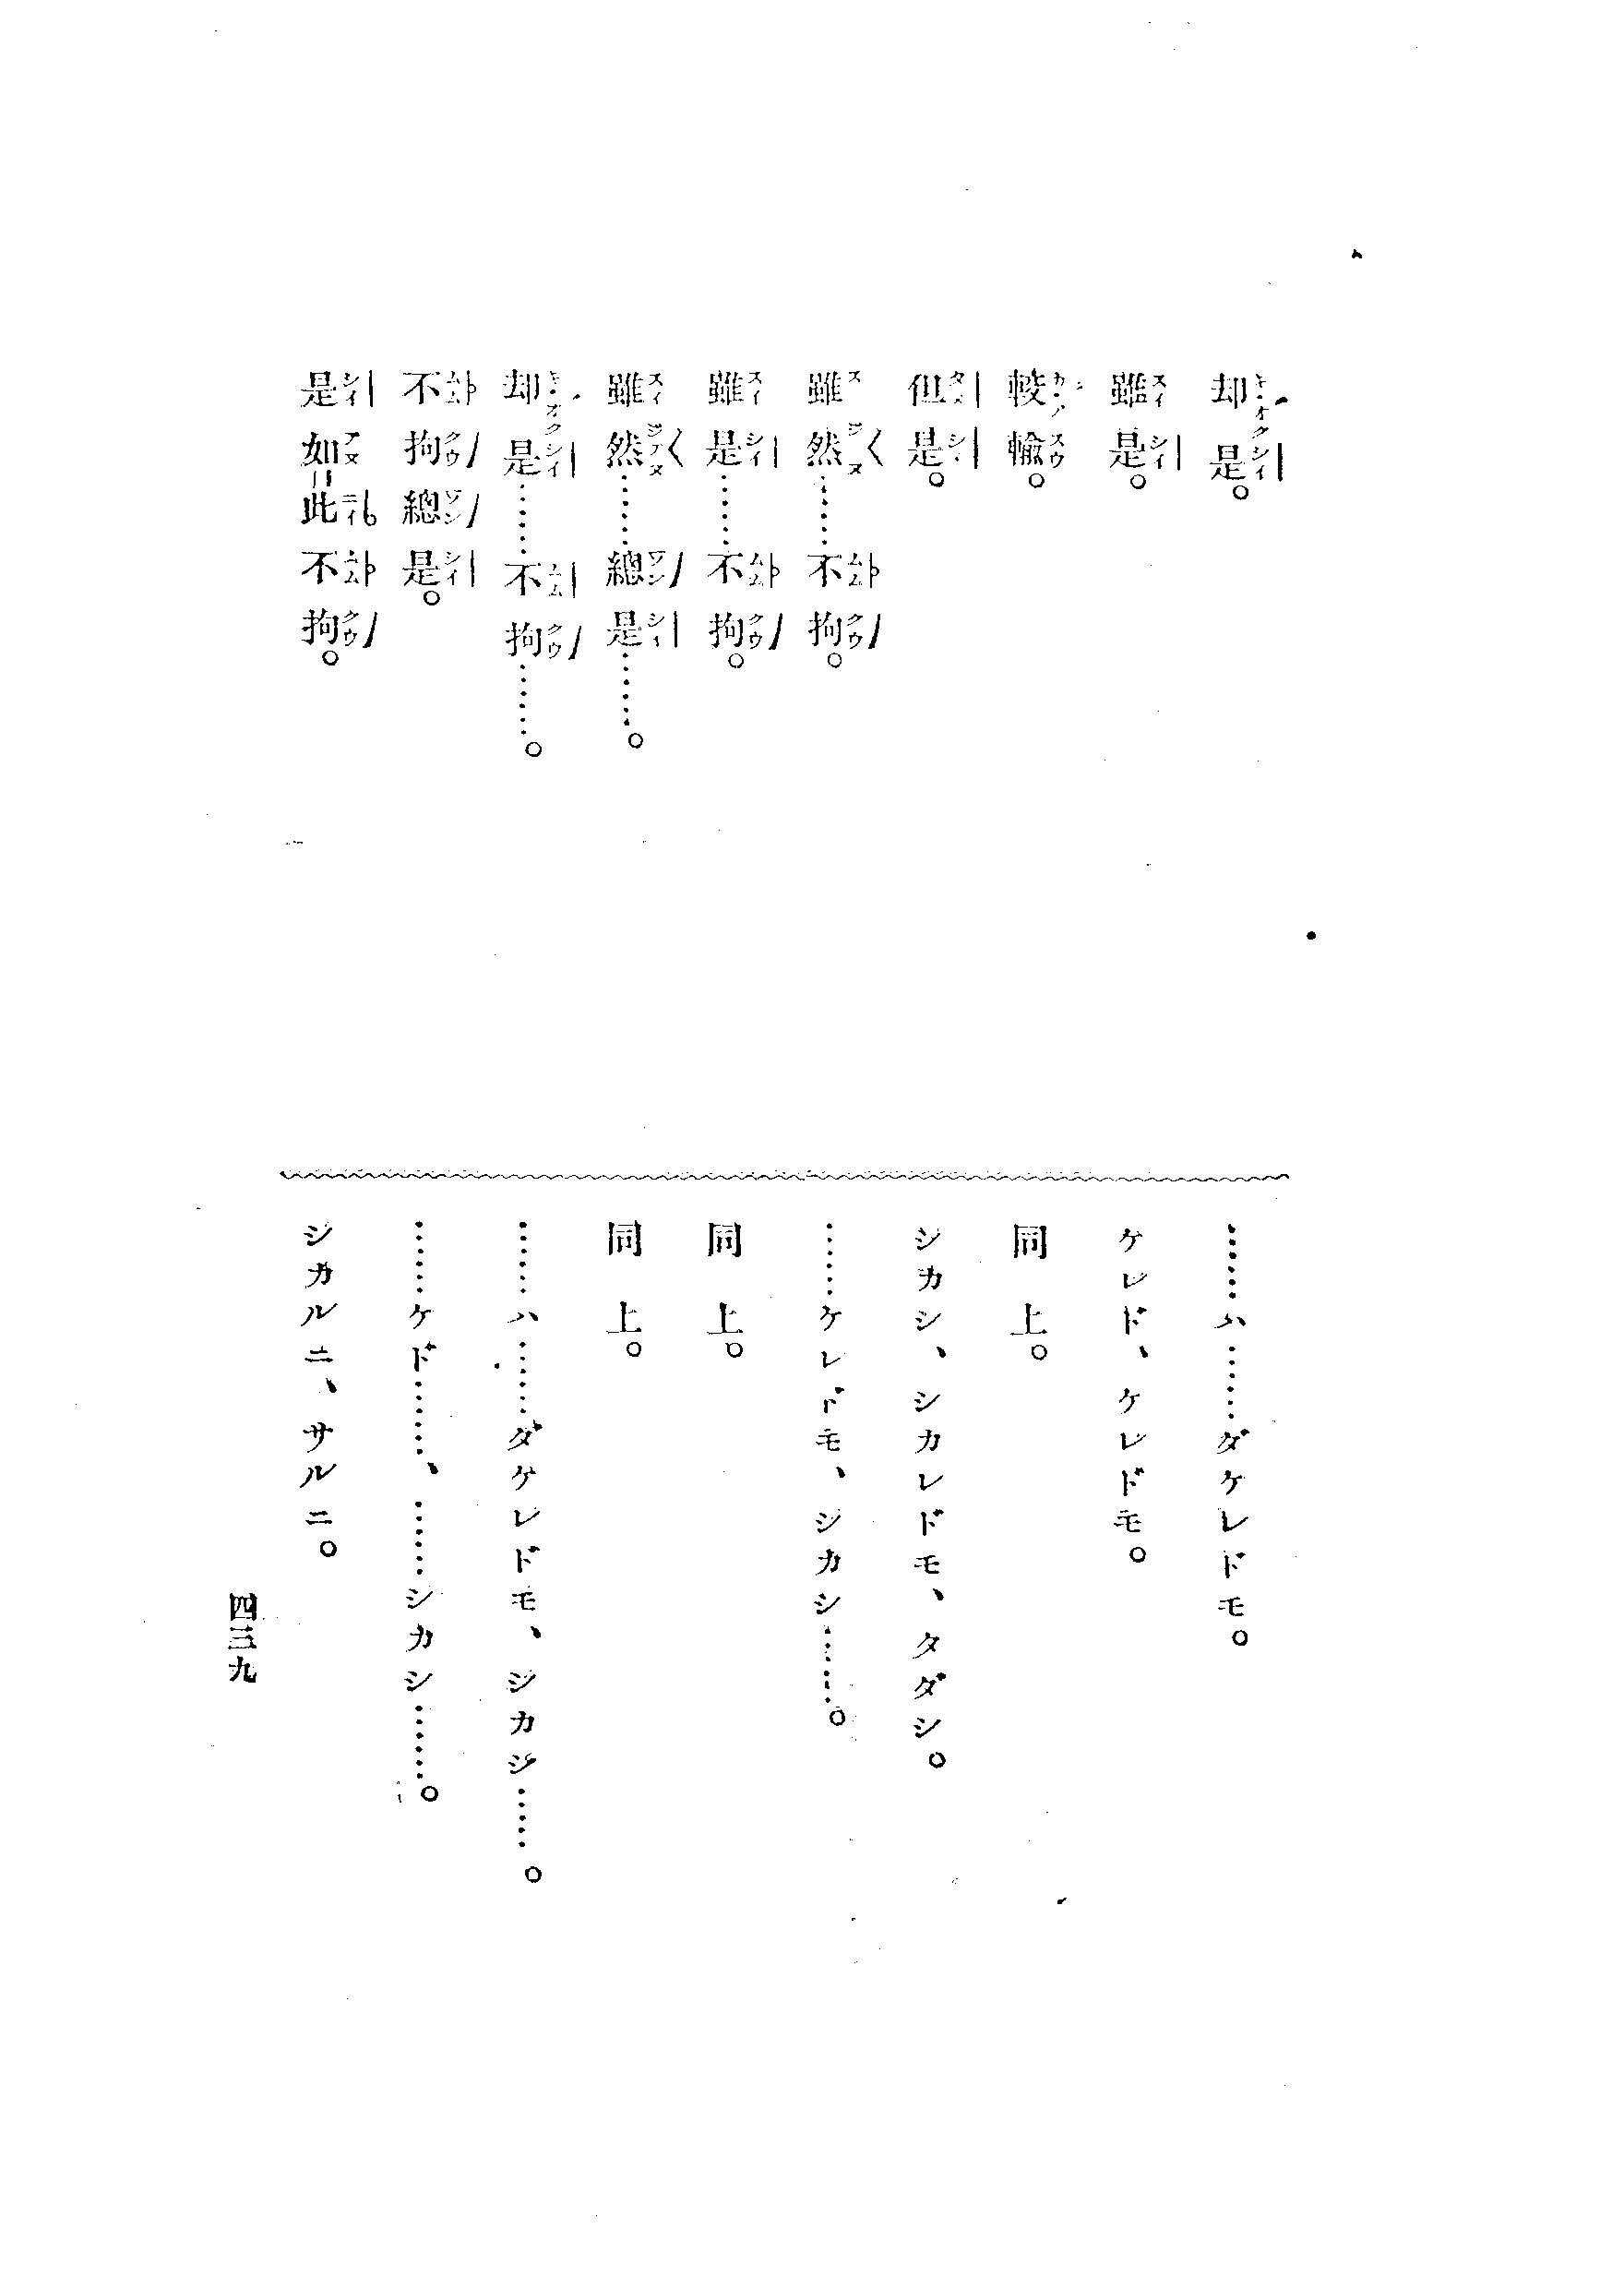 却是。
雖是。
較輸。
但是。
雖然……不拘。
雖是……不拘。
雖然……總是……。
却是……不拘……。
不拘總是。
是如此不拘。
……ハ……ダケレドモ。
ケレド、ケレドモ。
同上。
シカシ、シカレドモ、タダシ。
……ケレドモ、シカシ……。
同上。
同上。
……ハ……ダケレドモ、シカシ……。
……ケド……、……シカシ……。
シカルニ、サルニ。
四三九